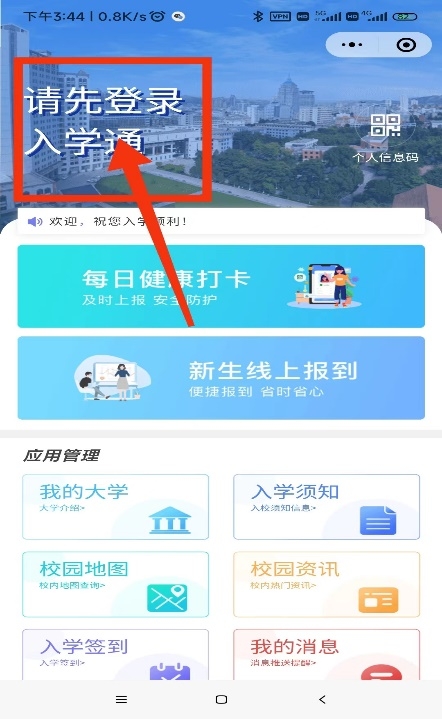 下午3:44 | 0.8K/s
VPN HD 5G HD 4G 82
请先登录
入学通
个人信息码
欢迎，祝您入学顺利！
每日健康打卡
及时上报 安全防护
新生线上报到
便捷报到 省时省心
应用管理
我的大学
大学介绍>
入学须知
入校须知信息>
校园地图
校内地图查询>
校园资讯
校内热门资讯>
入学签到
入学签到>
我的消息
消息推送提醒>